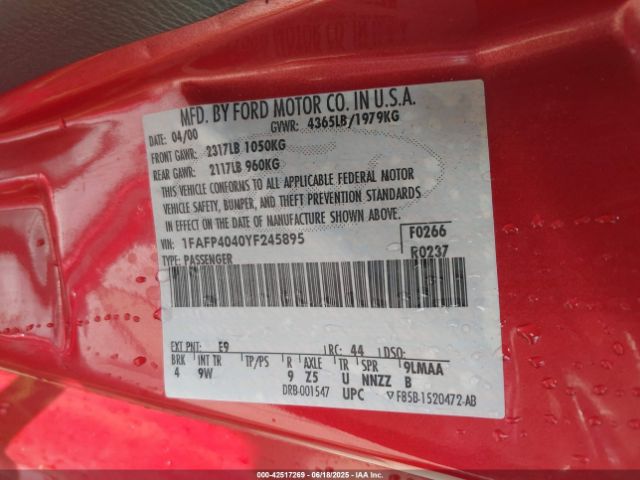 MFD. BY FORD MOTOR CO. IN U.S.A.
DATE: 04/00 GVWR: 4365LB/1979KG
FRONT GAWR: 2317LB 1050KG
REAR GAWR: 2117LB 960KG
THIS VEHICLE CONFORMS TO ALL APPLICABLE FEDERAL MOTOR
VEHICLE SAFETY, BUMPER, AND THEFT PREVENTION STANDARDS
IN EFFECT ON THE DATE OF MANUFACTURE SHOWN ABOVE.
VIN: 1FAFP4040YF245895 F0266
TYPE: PASSENGER R0237
EXT PNT: E9 RC: 44 DSO:
BRK INT TR TP/PS R AXLE TR SPR 9LMAA
4 9W 9 Z5 U NNZZ B
DRB-001547 UPC F85B-1520472-AB
000-42517269 - 06/18/2025 - IAAI.COM